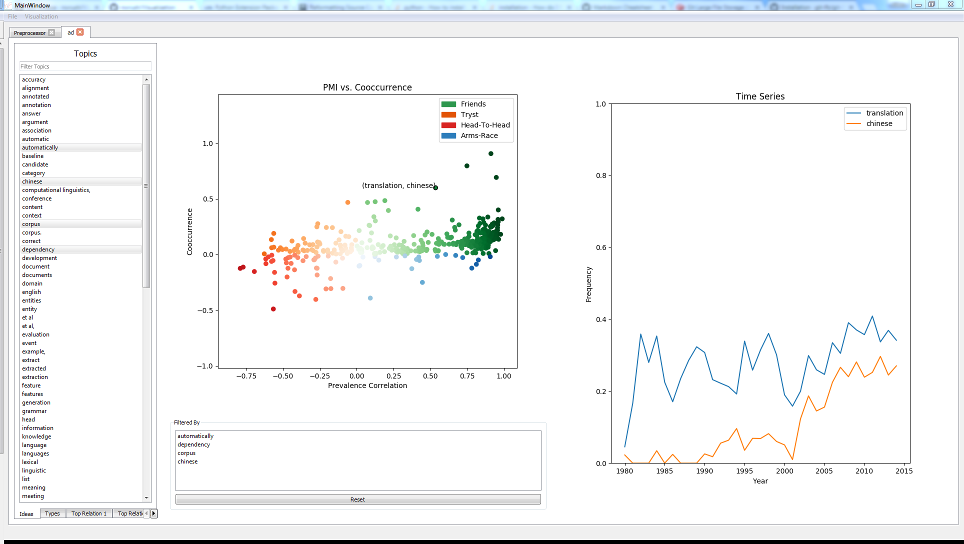 MainWindow
File Visualization
Preprocessor
ad
Topics
Filter Topics
accuracy
alignment
annotated
annotation
answer
argument
association
automatic
automatically
baseline
candidate
category
chinese
computational linguistics,
conference
content
context
corpus
corpus
correct
dependency
development
document
documents
domain
english
entities
entity
et al
et al,
evaluation
event
example,
extract
extracted
extraction
feature
features
generation
grammar
head
information
knowledge
language
languages
lexical
linguistic
list
meaning
meeting
Ideas Types Top Relation 1 Top Relati
PMI vs. Cooccurrence
Friends
Tryst
Head-To-Head
Arms-Race
(translation, chinese)
Cooccurrence
1.0
0.5
0.0
−0.5
−1.0
−0.75 −0.50 −0.25 0.00 0.25 0.50 0.75 1.00
Prevalence Correlation
Filtered By
automatically
dependency
corpus
chinese
Reset
Time Series
translation
chinese
Frequency
1.0
0.8
0.6
0.4
0.2
0.0
1980 1985 1990 1995 2000 2005 2010 2015
Year